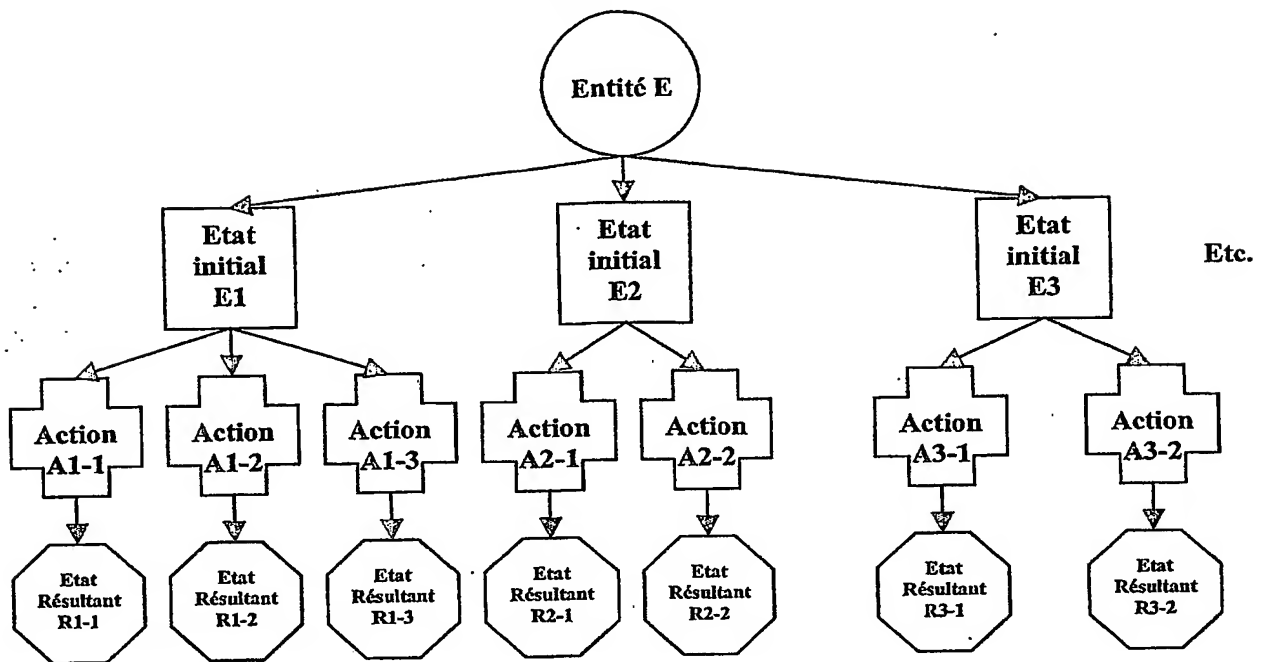 Entité E
Etat
initial
E1
Etat
initial
E2
Etat
initial
E3
Etc.
Action
A1-1
Action
A1-2
Action
A1-3
Action
A2-1
Action
A2-2
Action
A3-1
Action
A3-2
Etat
Résultant
R1-1
Etat
Résultant
R1-2
Etat
Résultant
R1-3
Etat
Résultant
R2-1
Etat
Résultant
R2-2
Etat
Résultant
R3-1
Etat
Résultant
R3-2